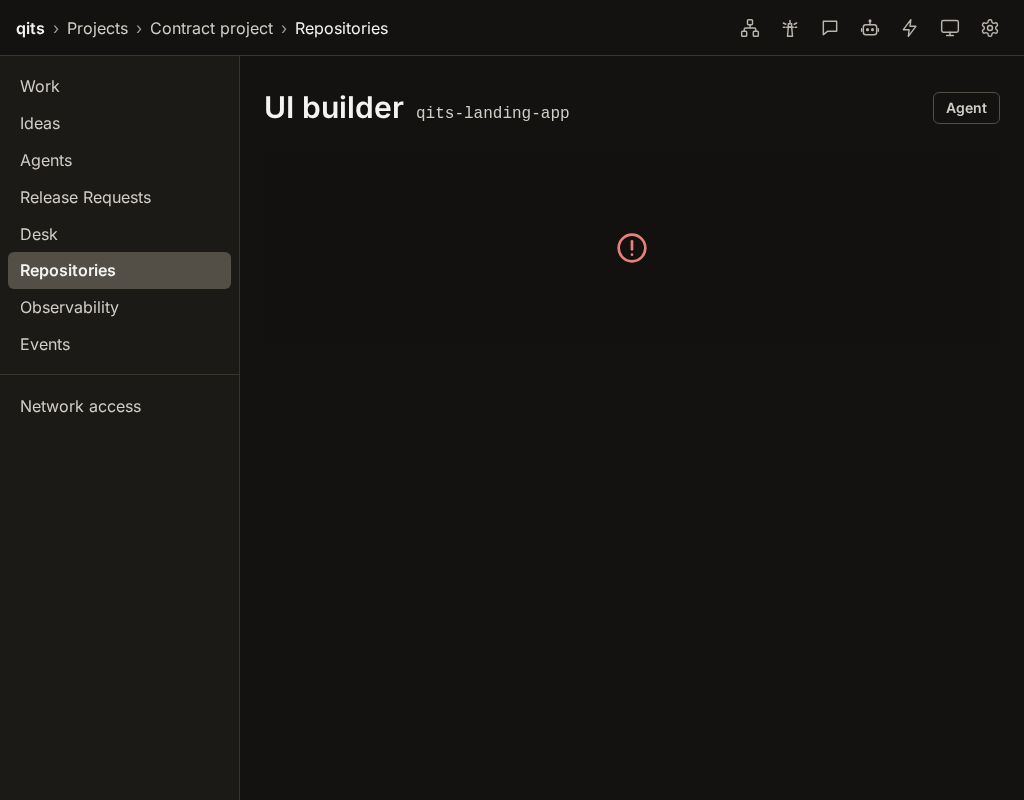 qits › Projects › Contract project › Repositories
Work
Ideas
Agents
Release Requests
Desk
Repositories
Observability
Events
Network access
UI builder qits-landing-app
Agent